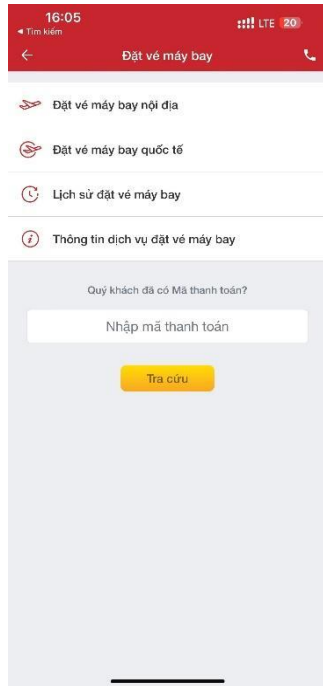 16:05
LTE 20
◀ Tìm kiếm
Đặt vé máy bay
Đặt vé máy bay nội địa
Đặt vé máy bay quốc tế
Lịch sử đặt vé máy bay
Thông tin dịch vụ đặt vé máy bay
Quý khách đã có Mã thanh toán?
Nhập mã thanh toán
Tra cứu